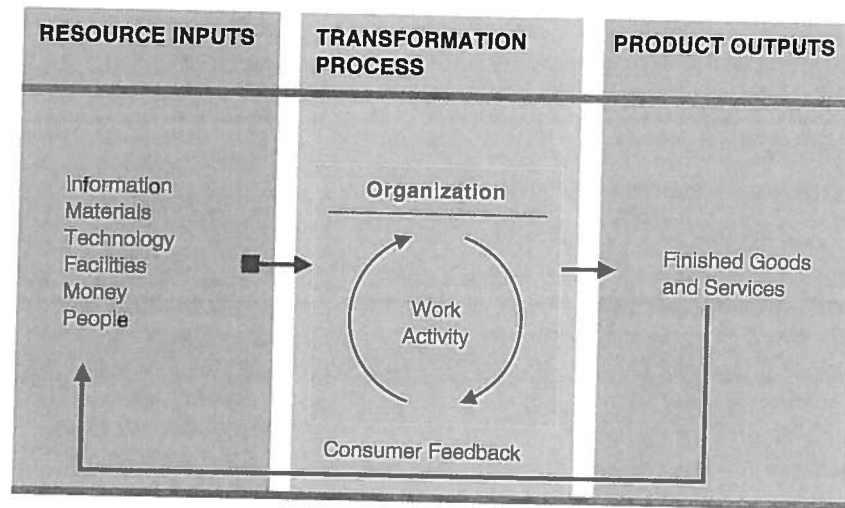 RESOURCE INPUTS
TRANSFORMATION
PROCESS
PRODUCT OUTPUTS
Information
Materials
Technology
Facilities
Money
People
Organization
Work
Activity
Finished Goods
and Services
Consumer Feedback